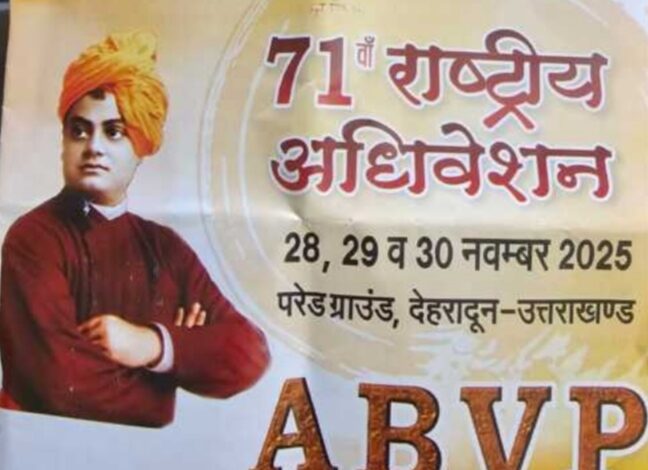 71वाँ राष्ट्रीय
अधिवेशन
28, 29 व 30 नवम्बर 2025
परेड ग्राउंड, देहरादून-उत्तराखण्ड
ABVP